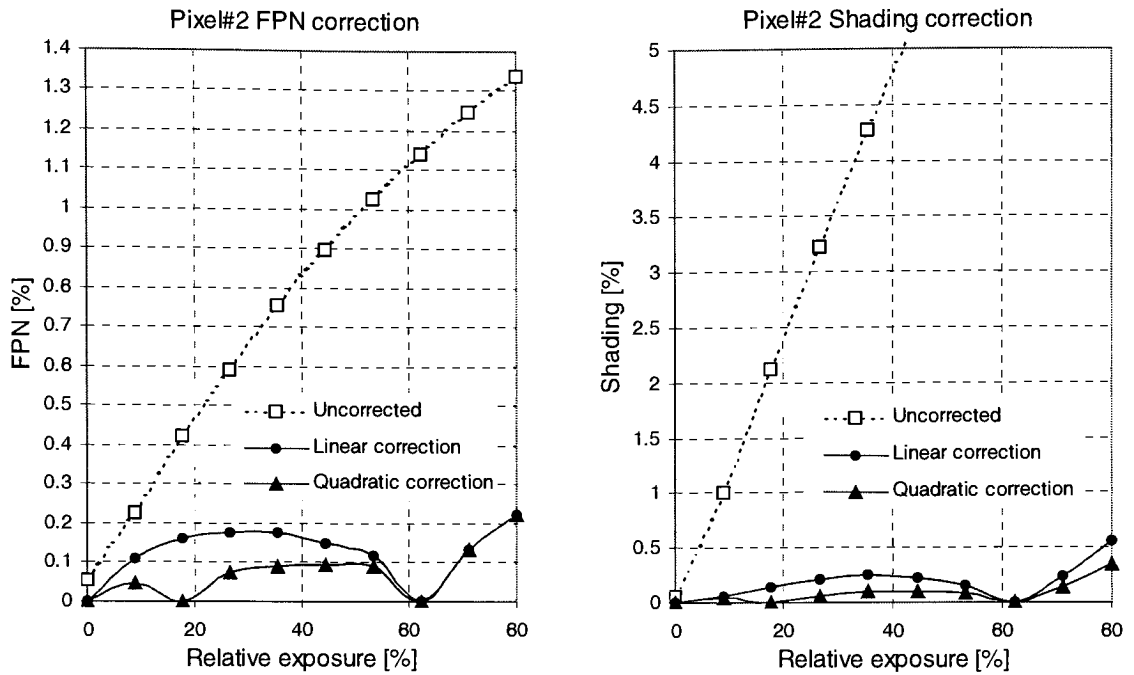 Pixel#2 FPN correction
1.4
1.3
1.2
1.1
1
0.9
0.8
0.7
0.6
0.5
0.4
0.3
0.2
0.1
0
FPN [%]
Uncorrected
Linear correction
Quadratic correction
0 20 40 60 60
Relative exposure [%]
Pixel#2 Shading correction
5
4.5
4
3.5
3
2.5
2
1.5
1
0.5
0
Shading [%]
Uncorrected
Linear correction
Quadratic correction
0 20 40 60 60
Relative exposure [%]